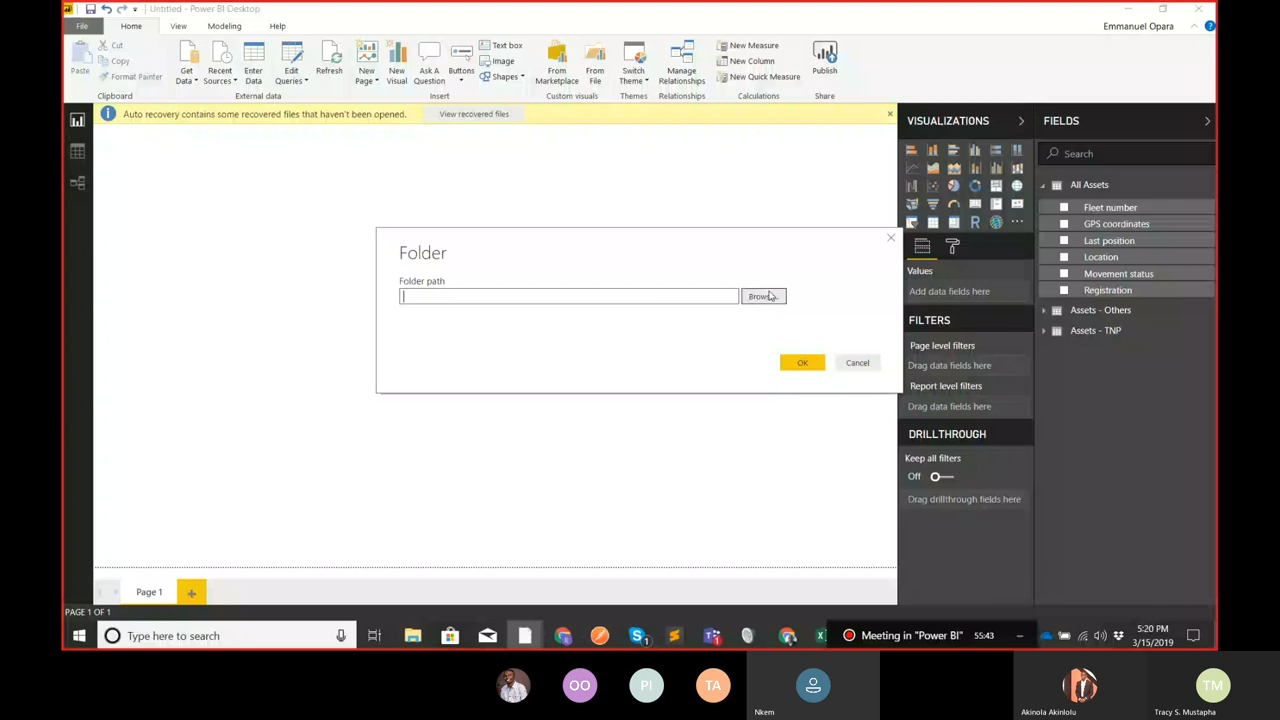 Untitled - Power BI Desktop
File
Home
View
Modeling
Help
Emmanuel Opara
Paste
Cut
Copy
Format Painter
Clipboard
Get Data
Recent Sources
Enter Data
Edit Queries
Refresh
External data
New Page
New Visual
Ask A Question
Buttons
Text box
Image
Shapes
Insert
From Marketplace
From File
Custom visuals
Switch Theme
Themes
Manage Relationships
Relationships
New Measure
New Column
New Quick Measure
Calculations
Publish
Share
Auto recovery contains some recovered files that haven't been opened.
View recovered files
VISUALIZATIONS
R
Values
Add data fields here
FILTERS
Page level filters
Drag data fields here
Report level filters
Drag data fields here
DRILLTHROUGH
Keep all filters
Off
Drag drillthrough fields here
FIELDS
Search
All Assets
Fleet number
GPS coordinates
Last position
Location
Movement status
Registration
Assets - Others
Assets - TNP
Folder
Folder path
OK
Cancel
Page 1
PAGE 1 OF 1
Type here to search
Meeting in "Power BI"
55:43
5:20 PM
3/15/2019
OO
PI
TA
Nkem
Akinola Akinlolu
TM
Tracy S. Mustapha